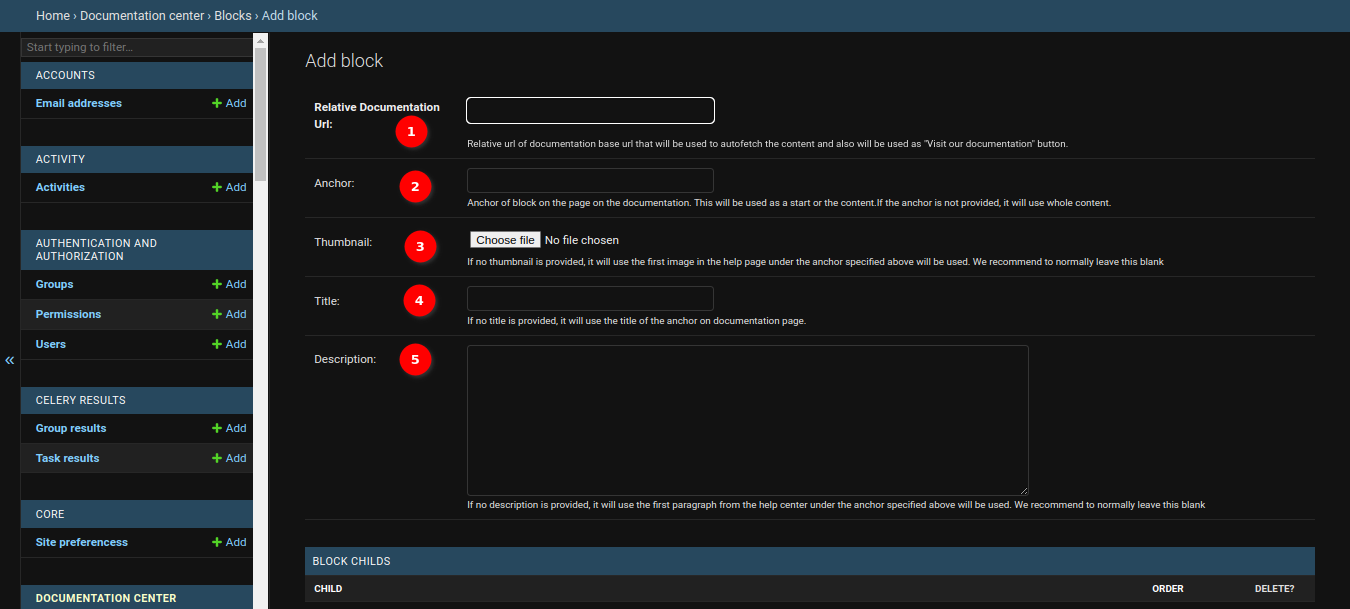 Home › Documentation center › Blocks › Add block
Start typing to filter...
ACCOUNTS
Email addresses + Add
ACTIVITY
Activities + Add
AUTHENTICATION AND
AUTHORIZATION
Groups + Add
Permissions + Add
Users + Add
«
CELERY RESULTS
Group results + Add
Task results + Add
CORE
Site preferencess + Add
DOCUMENTATION CENTER
Add block
Relative Documentation
Url:
1
Relative url of documentation base url that will be used to autofetch the content and also will be used as "Visit our documentation" button.
Anchor:
2
Anchor of block on the page on the documentation. This will be used as a start or the content.If the anchor is not provided, it will use whole content.
Thumbnail:
3
Choose file No file chosen
If no thumbnail is provided, it will use the first image in the help page under the anchor specified above will be used. We recommend to normally leave this blank
Title:
4
If no title is provided, it will use the title of the anchor on documentation page.
Description:
5
If no description is provided, it will use the first paragraph from the help center under the anchor specified above will be used. We recommend to normally leave this blank
BLOCK CHILDS
CHILD ORDER DELETE?